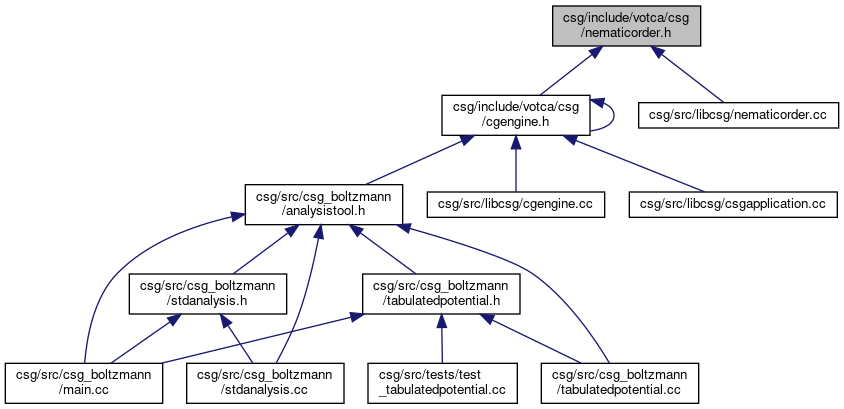 csg/include/votca/csg
/nematicorder.h
csg/include/votca/csg
/cgengine.h
csg/src/libcsg/nematicorder.cc
csg/src/csg_boltzmann
/analysistool.h
csg/src/libcsg/cgengine.cc
csg/src/libcsg/csgapplication.cc
csg/src/csg_boltzmann
/stdanalysis.h
csg/src/csg_boltzmann
/tabulatedpotential.h
csg/src/csg_boltzmann
/main.cc
csg/src/csg_boltzmann
/stdanalysis.cc
csg/src/tests/test
_tabulatedpotential.cc
csg/src/csg_boltzmann
/tabulatedpotential.cc